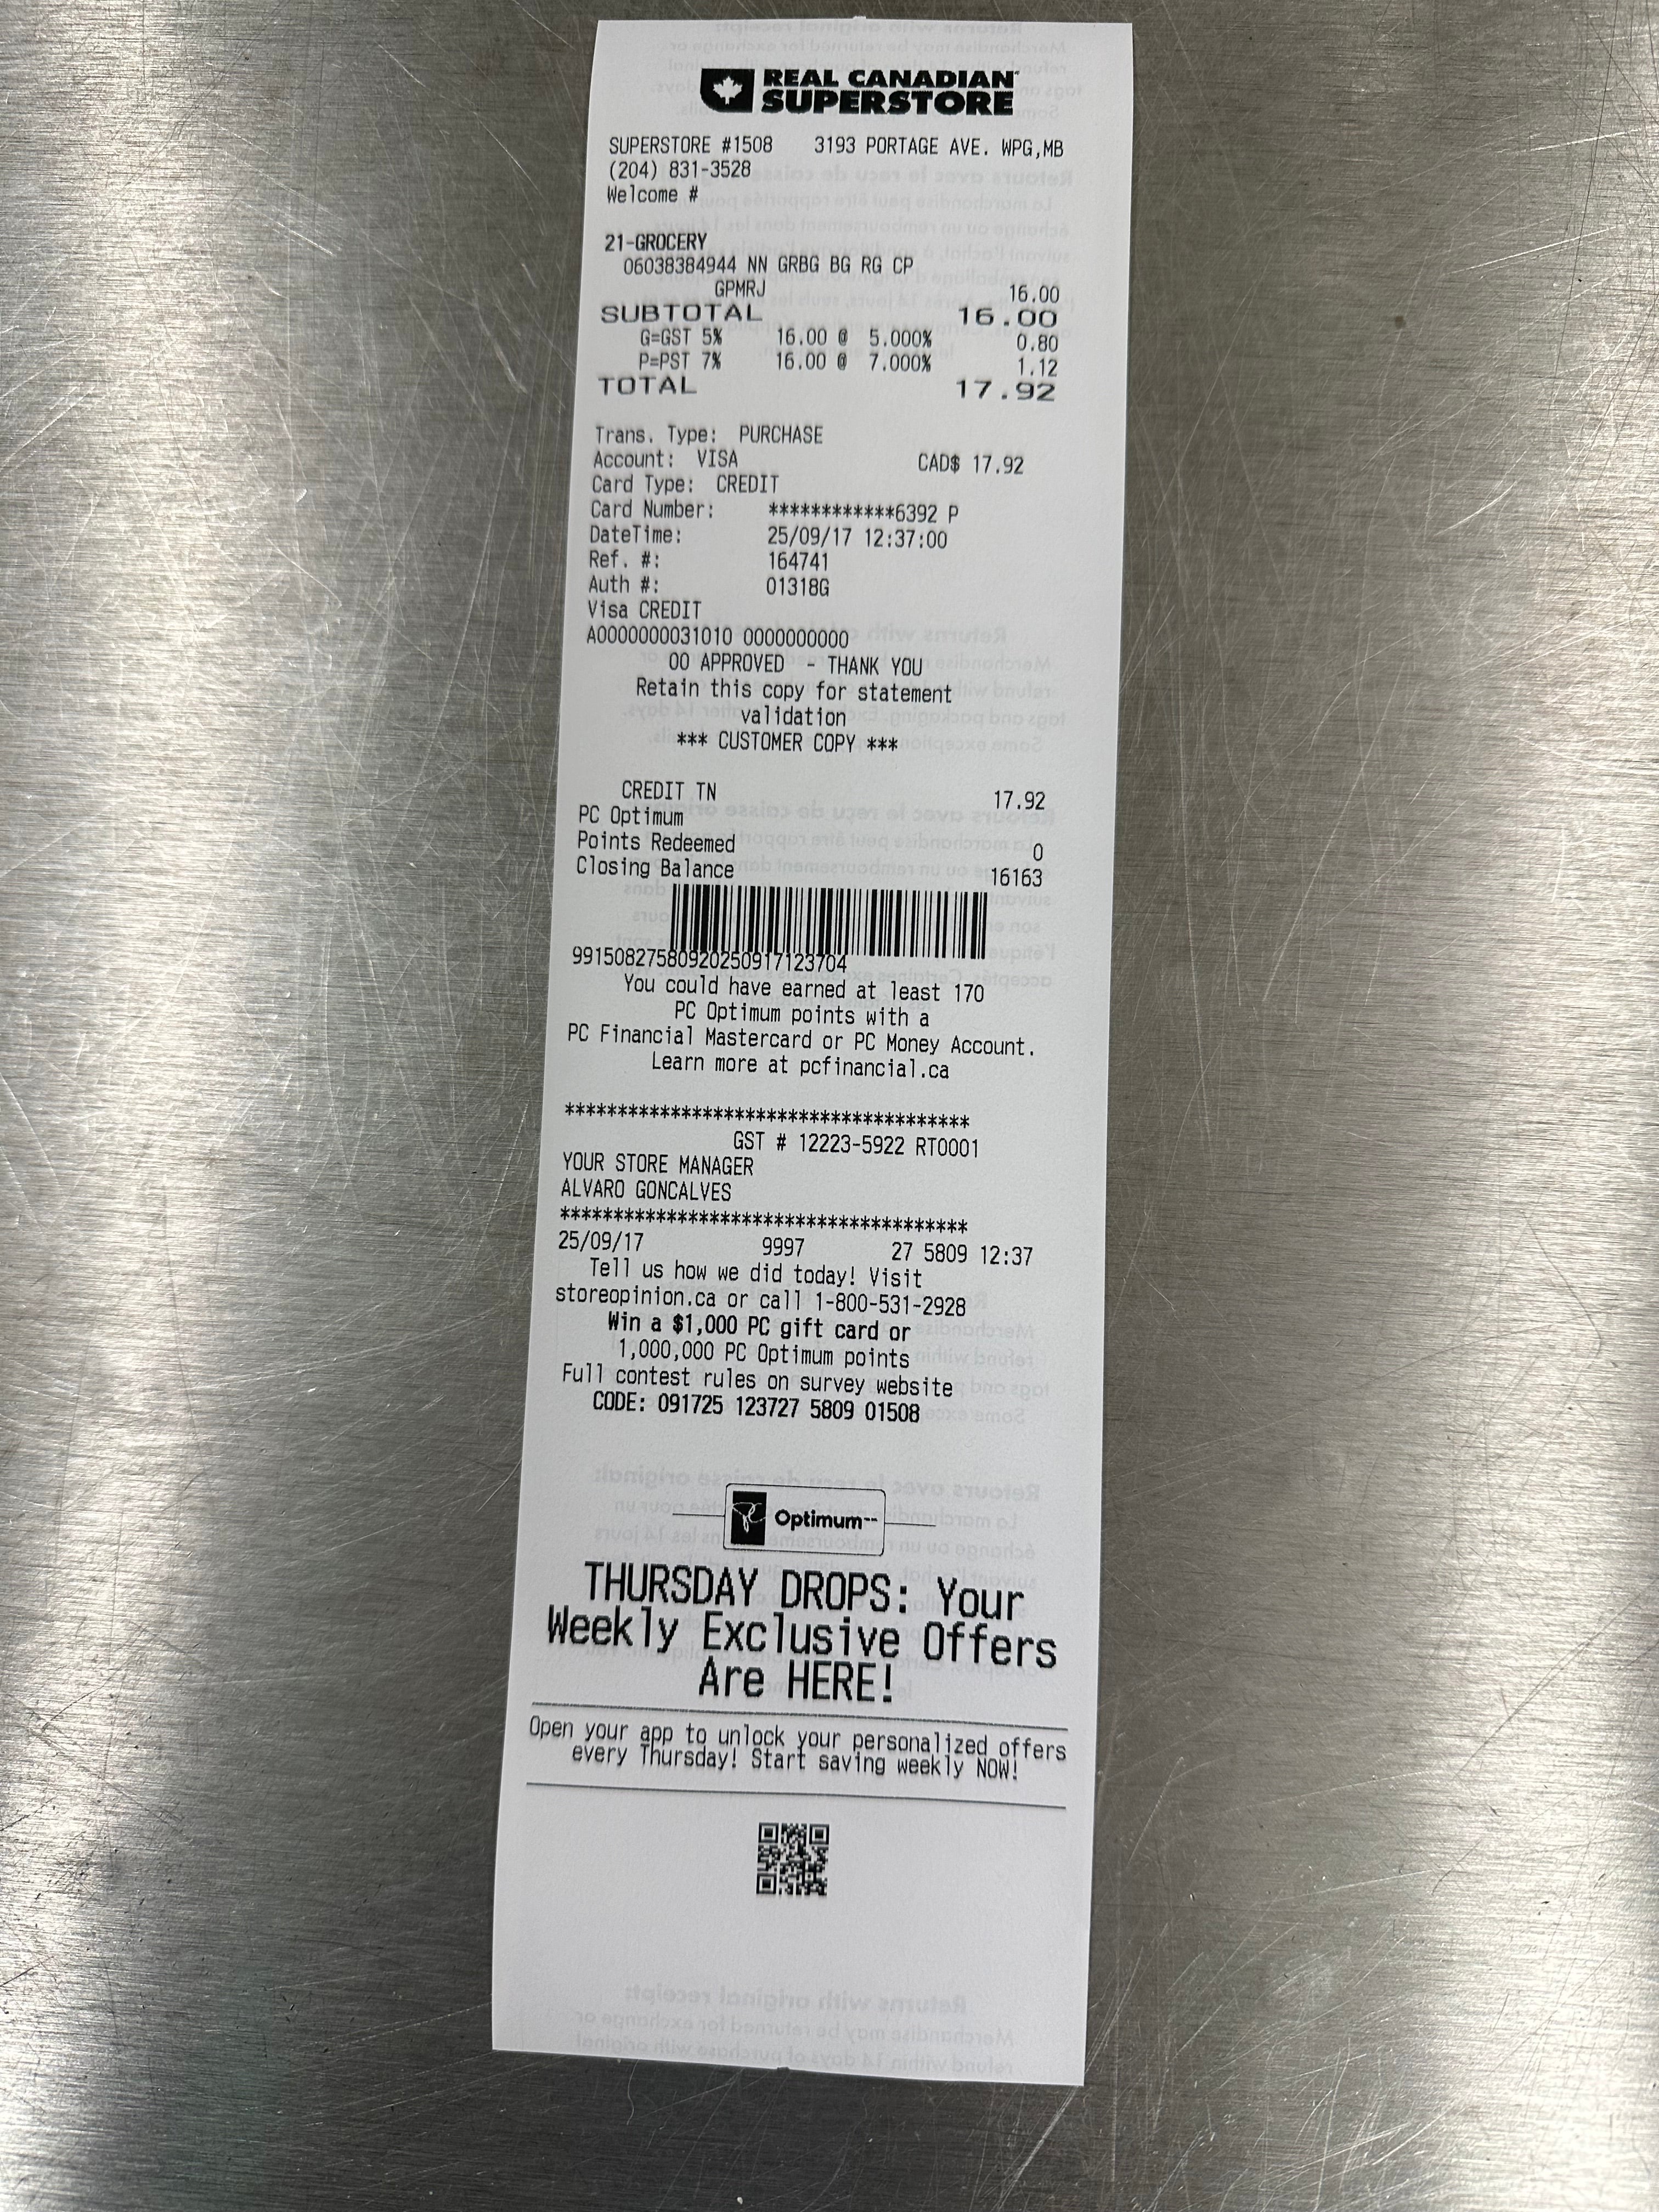 REAL CANADIAN
SUPERSTORE
SUPERSTORE #1508 3193 PORTAGE AVE. WPG,MB
(204) 831-3528
Welcome #
21-GROCERY
06038384944 NN GRBG BG RG CP
GPMRJ 16.00
SUBTOTAL 16.00
G=GST 5% 16.00 @ 5.000% 0.80
P=PST 7% 16.00 @ 7.000% 1.12
TOTAL 17.92
Trans. Type: PURCHASE
Account: VISA CAD$ 17.92
Card Type: CREDIT
Card Number: ************6392 P
DateTime: 25/09/17 12:37:00
Ref. #: 164741
Auth #: 01318G
Visa CREDIT
A0000000031010 0000000000
00 APPROVED - THANK YOU
Retain this copy for statement
validation
*** CUSTOMER COPY ***
CREDIT TN 17.92
PC Optimum
Points Redeemed 0
Closing Balance 16163
99150827580920250917123704
You could have earned at least 170
PC Optimum points with a
PC Financial Mastercard or PC Money Account.
Learn more at pcfinancial.ca
***************************************
GST # 12223-5922 RT0001
YOUR STORE MANAGER
ALVARO GONCALVES
***************************************
25/09/17 9997 27 5809 12:37
Tell us how we did today! Visit
storeopinion.ca or call 1-800-531-2928
Win a $1,000 PC gift card or
1,000,000 PC Optimum points
Full contest rules on survey website
CODE: 091725 123727 5809 01508
Optimum
THURSDAY DROPS: Your
Weekly Exclusive Offers
Are HERE!
Open your app to unlock your personalized offers
every Thursday! Start saving weekly NOW!